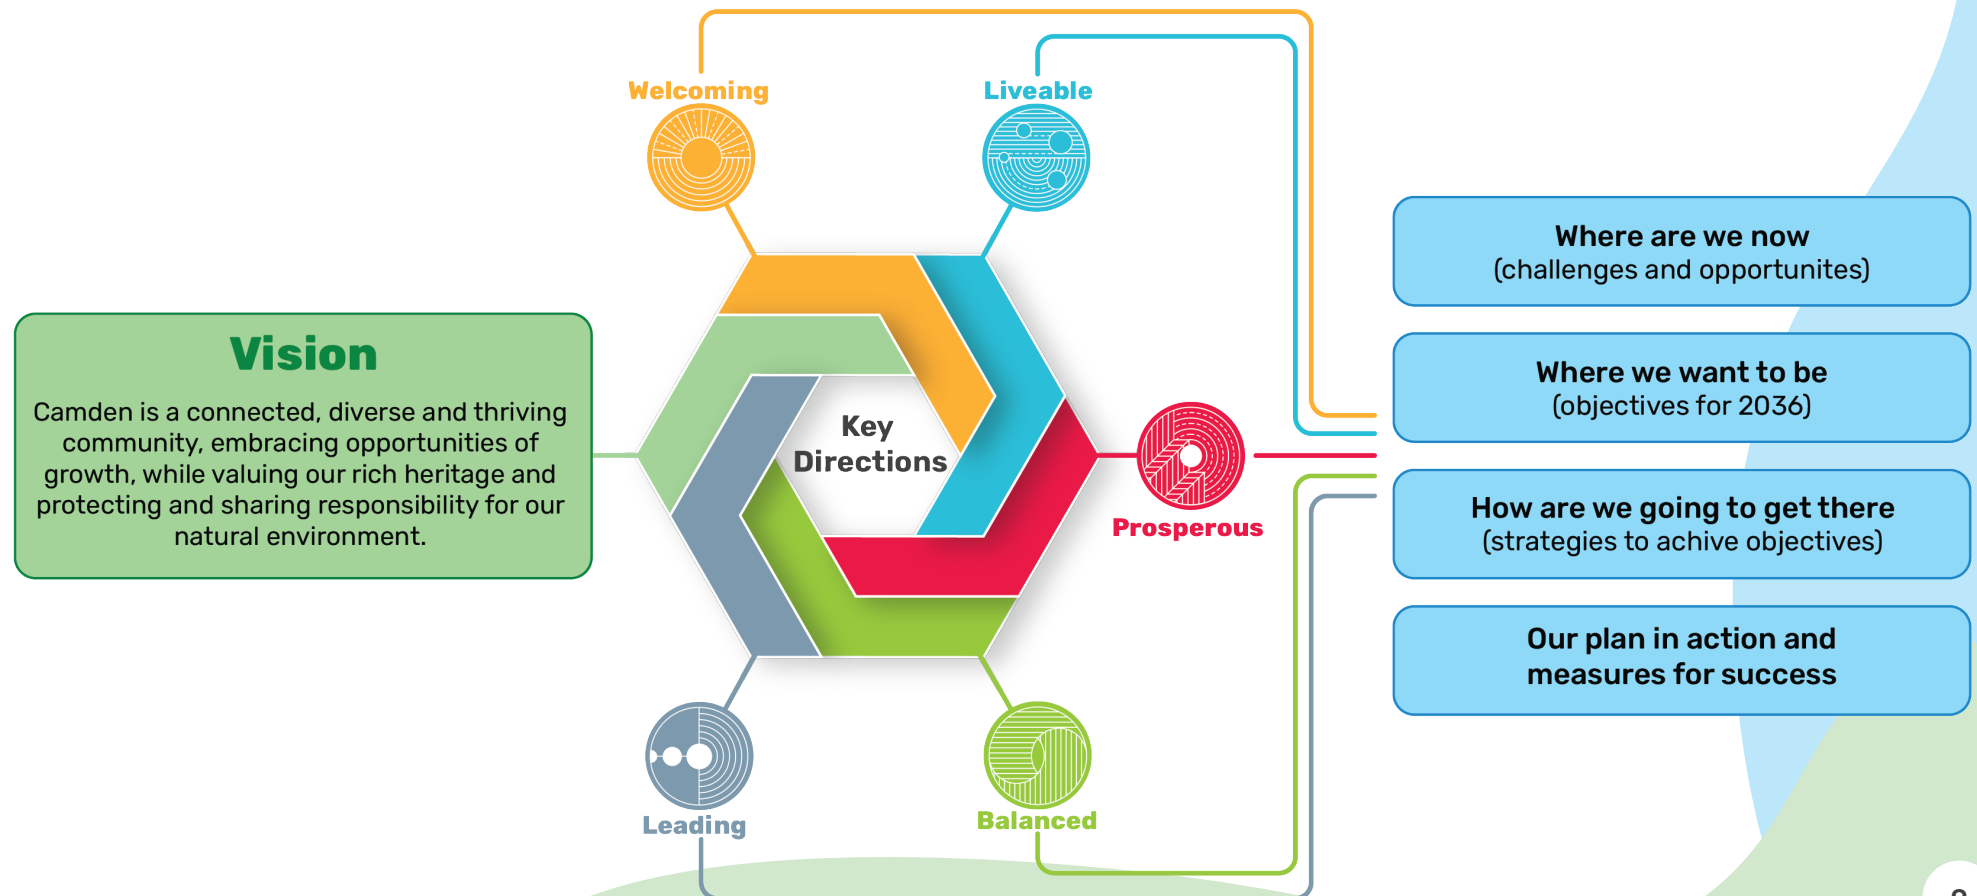 Welcoming
Liveable
Vision
Camden is a connected, diverse and thriving
community, embracing opportunities of
growth, while valuing our rich heritage and
protecting and sharing responsibility for our
natural environment.
Key
Directions
Prosperous
Leading
Balanced
Where are we now
(challenges and opportunites)
Where we want to be
(objectives for 2036)
How are we going to get there
(strategies to achive objectives)
Our plan in action and
measures for success